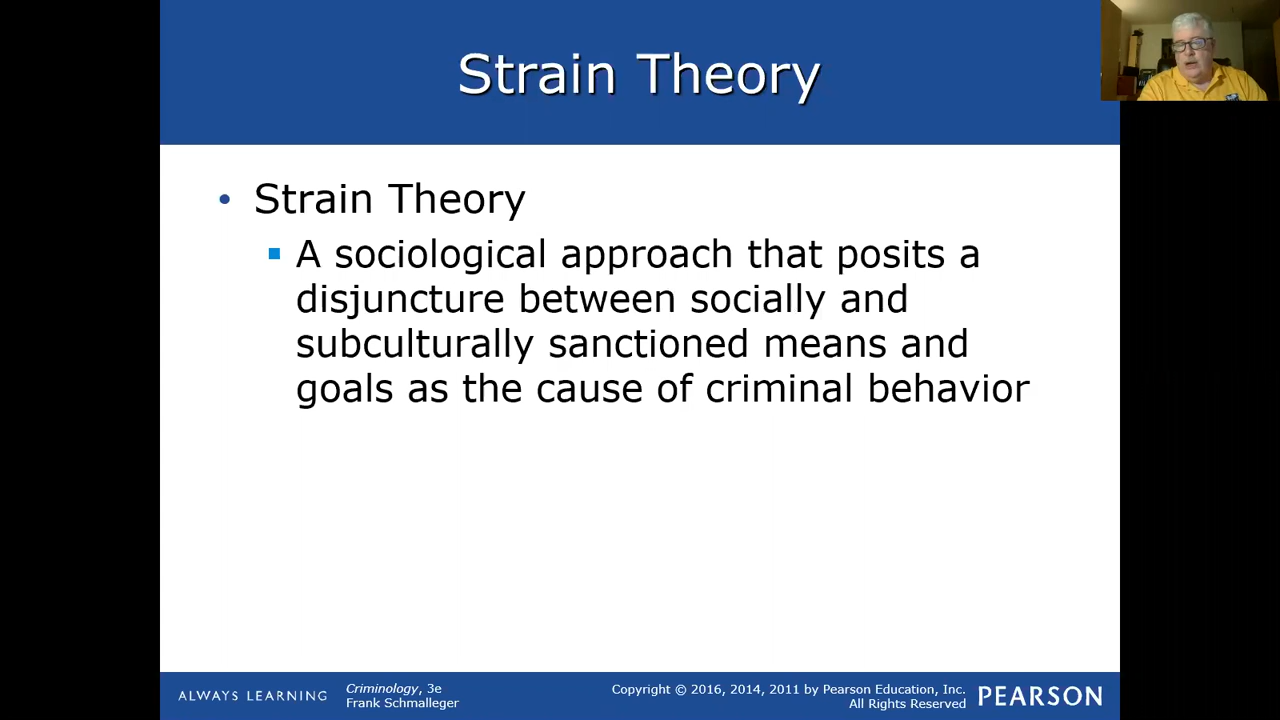 Strain Theory
• Strain Theory
▪ A sociological approach that posits a
disjuncture between socially and
subculturally sanctioned means and
goals as the cause of criminal behavior
ALWAYS LEARNING
Criminology, 3e
Frank Schmalleger
Copyright © 2016, 2014, 2011 by Pearson Education, Inc.
All Rights Reserved
PEARSON